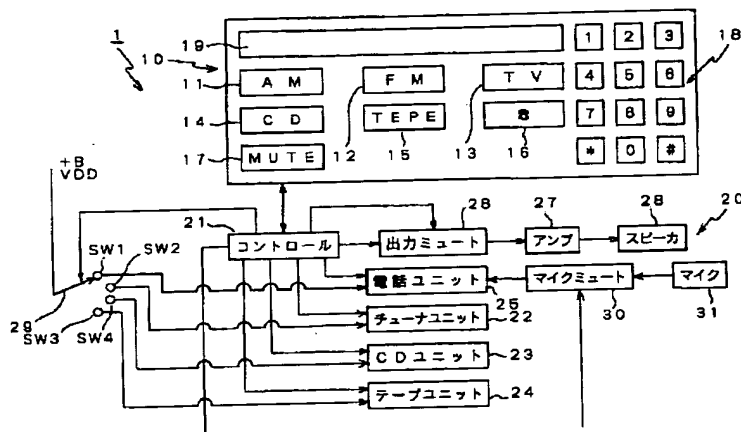 1
19
1 2 3
10
18
AM
FM
TV
4 5 6
11
14
CD
TEPE
8
7 8 9
17
MUTE
12
15
13
16
* 0 #
+B
VDD
21
28
27
28
20
コントロール
出力ミュート
アンプ
スピーカ
SW1
SW2
電話ユニット
マイクミュート
マイク
29
25
30
31
SW4
SW3
チューナユニット
22
CDユニット
23
テープユニット
24